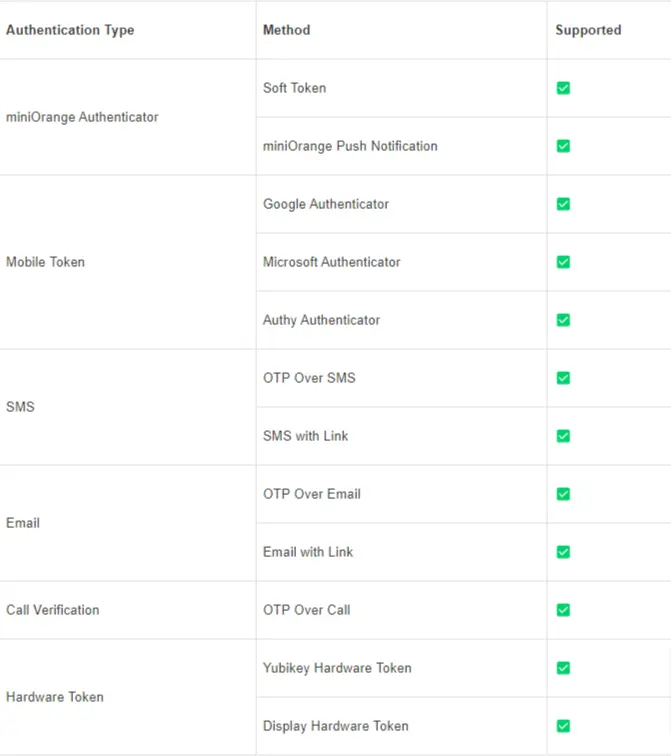 Authentication Type Method Supported
miniOrange Authenticator
Soft Token
miniOrange Push Notification
Mobile Token
Google Authenticator
Microsoft Authenticator
Authy Authenticator
SMS
OTP Over SMS
SMS with Link
Email
OTP Over Email
Email with Link
Call Verification OTP Over Call
Hardware Token
Yubikey Hardware Token
Display Hardware Token